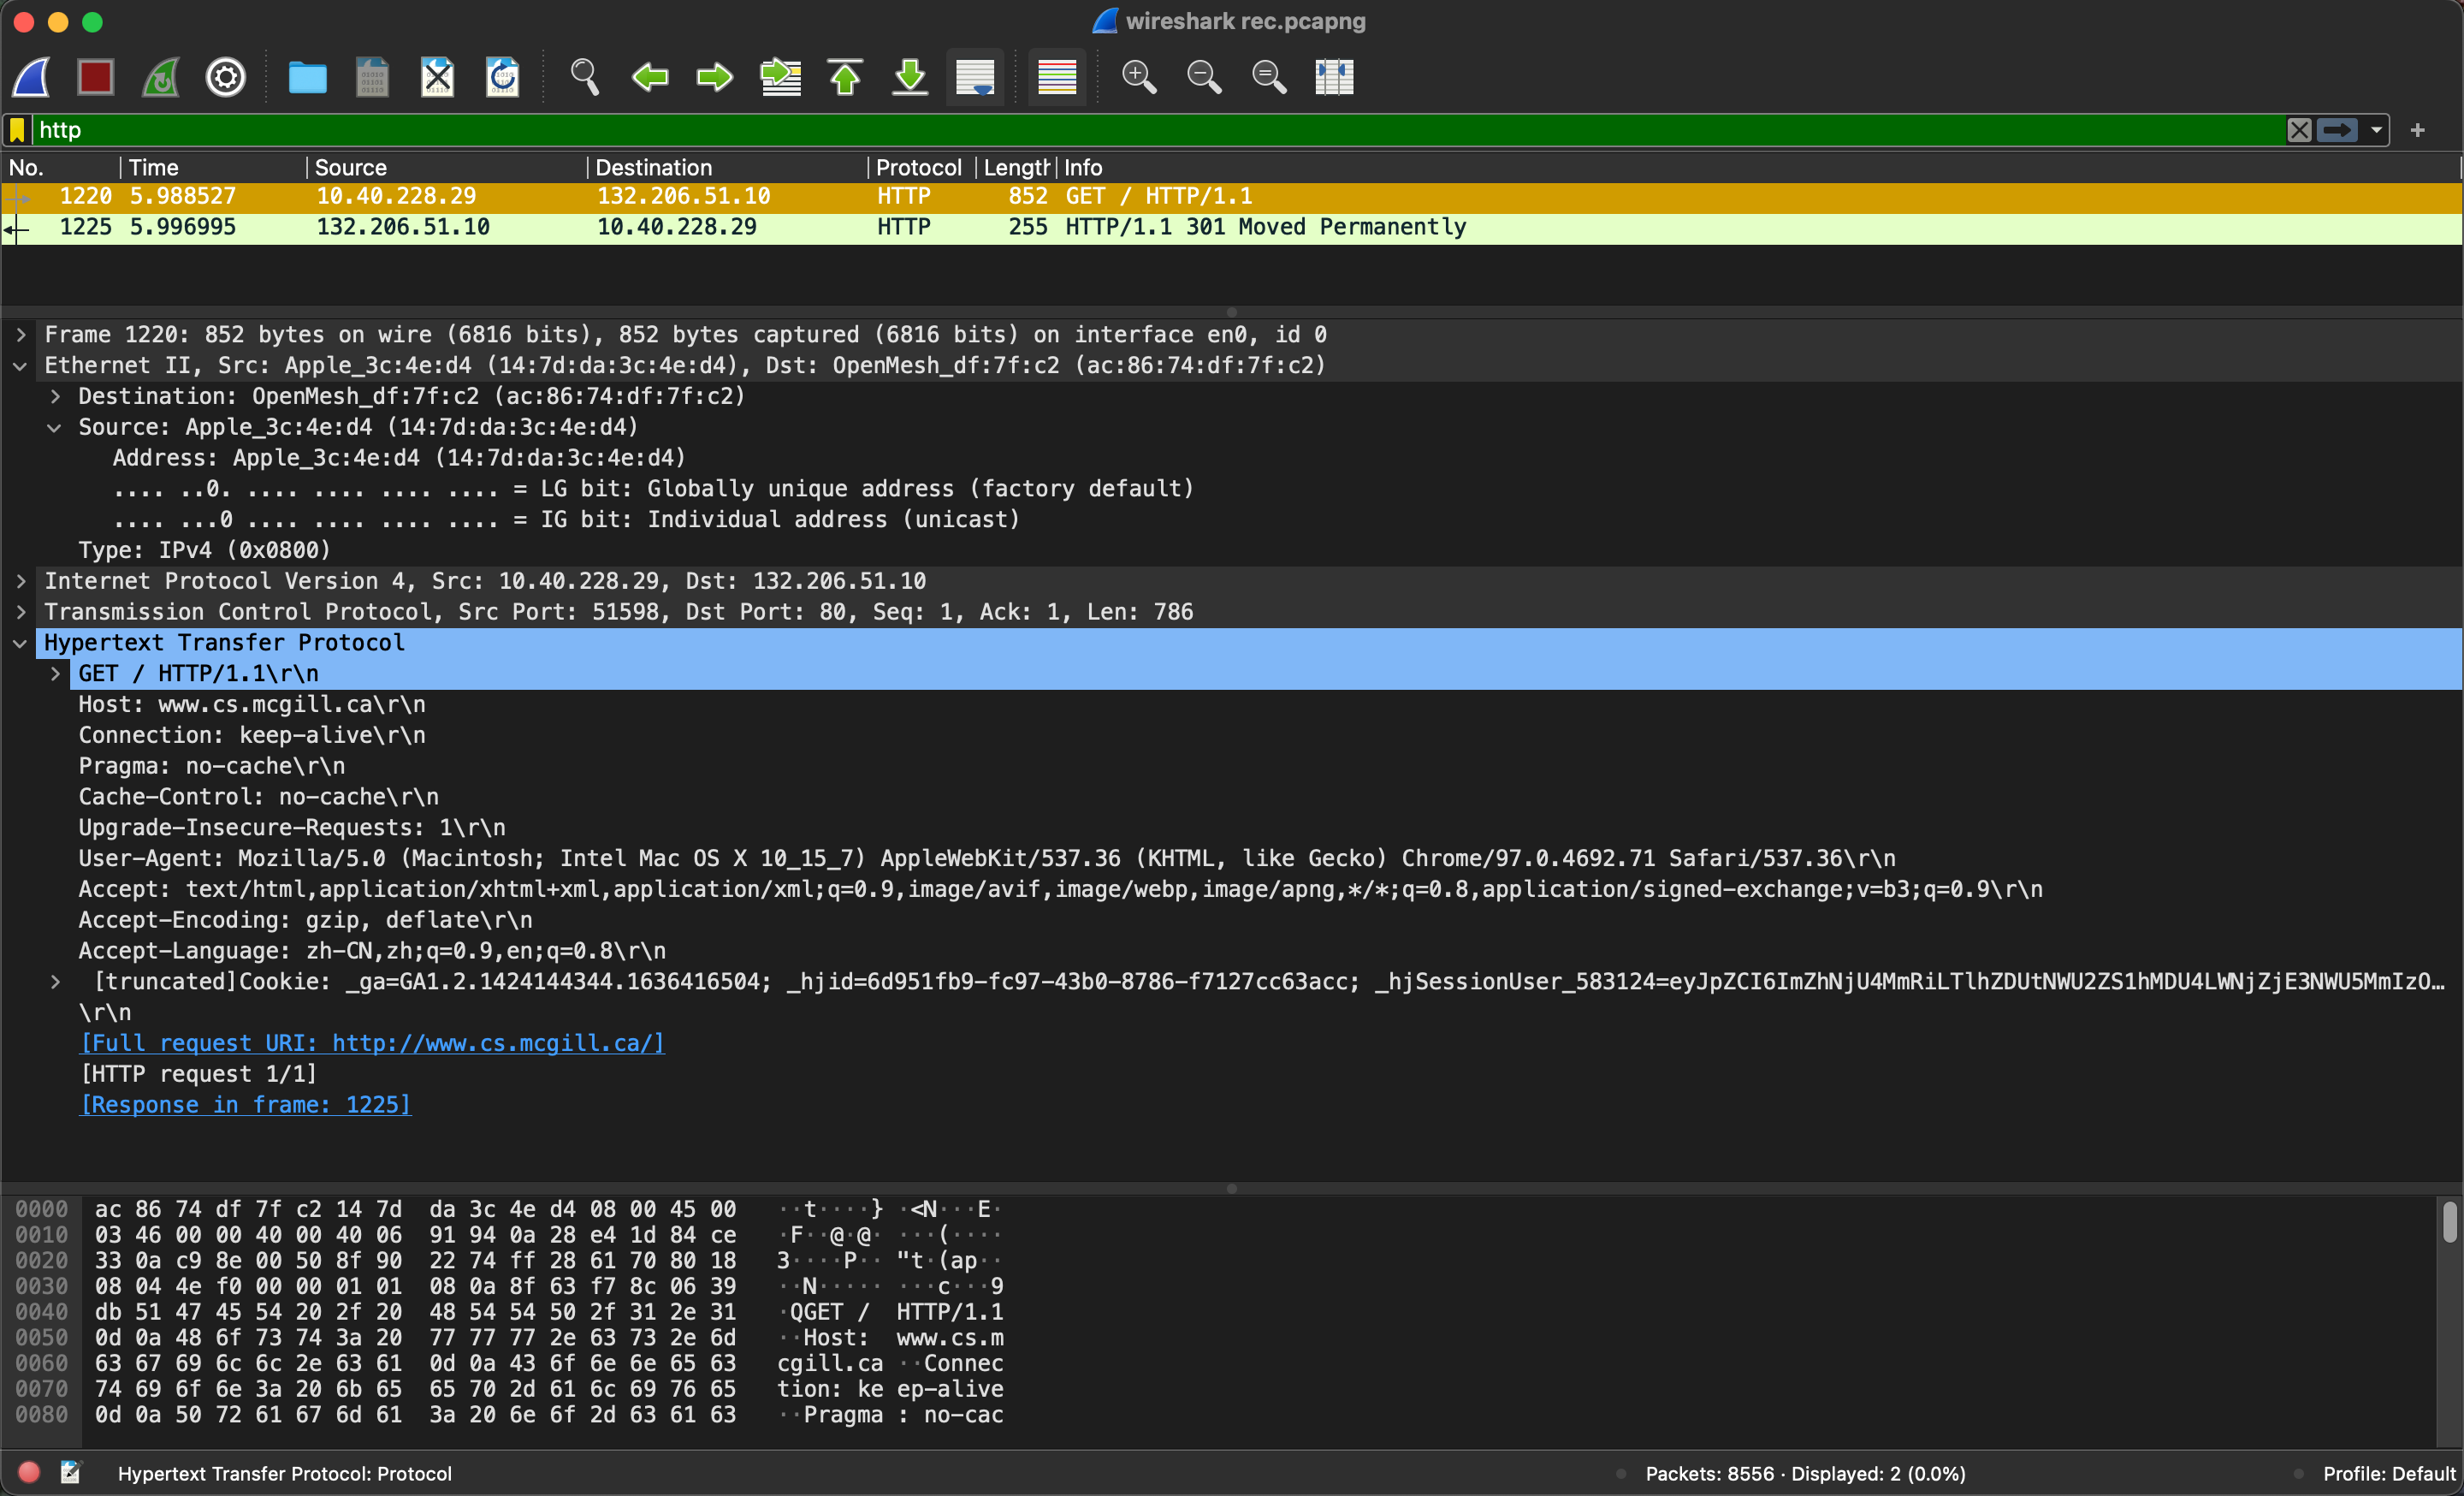 wireshark rec.pcapng
http
No. Time Source Destination Protocol Length Info
1220 5.988527 10.40.228.29 132.206.51.10 HTTP 852 GET / HTTP/1.1
1225 5.996995 132.206.51.10 10.40.228.29 HTTP 255 HTTP/1.1 301 Moved Permanently
Frame 1220: 852 bytes on wire (6816 bits), 852 bytes captured (6816 bits) on interface en0, id 0
Ethernet II, Src: Apple_3c:4e:d4 (14:7d:da:3c:4e:d4), Dst: OpenMesh_df:7f:c2 (ac:86:74:df:7f:c2)
Destination: OpenMesh_df:7f:c2 (ac:86:74:df:7f:c2)
Source: Apple_3c:4e:d4 (14:7d:da:3c:4e:d4)
Address: Apple_3c:4e:d4 (14:7d:da:3c:4e:d4)
.... ..0. .... .... .... .... = LG bit: Globally unique address (factory default)
.... ...0 .... .... .... .... = IG bit: Individual address (unicast)
Type: IPv4 (0x0800)
Internet Protocol Version 4, Src: 10.40.228.29, Dst: 132.206.51.10
Transmission Control Protocol, Src Port: 51598, Dst Port: 80, Seq: 1, Ack: 1, Len: 786
Hypertext Transfer Protocol
GET / HTTP/1.1\r\n
Host: www.cs.mcgill.ca\r\n
Connection: keep-alive\r\n
Pragma: no-cache\r\n
Cache-Control: no-cache\r\n
Upgrade-Insecure-Requests: 1\r\n
User-Agent: Mozilla/5.0 (Macintosh; Intel Mac OS X 10_15_7) AppleWebKit/537.36 (KHTML, like Gecko) Chrome/97.0.4692.71 Safari/537.36\r\n
Accept: text/html,application/xhtml+xml,application/xml;q=0.9,image/avif,image/webp,image/apng,*/*;q=0.8,application/signed-exchange;v=b3;q=0.9\r\n
Accept-Encoding: gzip, deflate\r\n
Accept-Language: zh-CN,zh;q=0.9,en;q=0.8\r\n
[truncated]Cookie: _ga=GA1.2.1424144344.1636416504; _hjid=6d951fb9-fc97-43b0-8786-f7127cc63acc; _hjSessionUser_583124=eyJpZCI6ImZhNjU4MmRiLTlhZDUtNWU2ZS1hMDU4LWNjZjE3NWU5MmIzO…
\r\n
[Full request URI: http://www.cs.mcgill.ca/]
[HTTP request 1/1]
[Response in frame: 1225]
0000 ac 86 74 df 7f c2 14 7d da 3c 4e d4 08 00 45 00 ··t····} ·<N···E·
0010 03 46 00 00 40 00 40 06 91 94 0a 28 e4 1d 84 ce ·F··@·@· ···(····
0020 33 0a c9 8e 00 50 8f 90 22 74 ff 28 61 70 80 18 3····P·· "t·(ap··
0030 08 04 4e f0 00 00 01 01 08 0a 8f 63 f7 8c 06 39 ··N····· ···c···9
0040 db 51 47 45 54 20 2f 20 48 54 54 50 2f 31 2e 31 ·QGET / HTTP/1.1
0050 0d 0a 48 6f 73 74 3a 20 77 77 77 2e 63 73 2e 6d ··Host: www.cs.m
0060 63 67 69 6c 6c 2e 63 61 0d 0a 43 6f 6e 6e 65 63 cgill.ca ··Connec
0070 74 69 6f 6e 3a 20 6b 65 65 70 2d 61 6c 69 76 65 tion: ke ep-alive
0080 0d 0a 50 72 61 67 6d 61 3a 20 6e 6f 2d 63 61 63 ··Pragma : no-cac
Hypertext Transfer Protocol: Protocol Packets: 8556 · Displayed: 2 (0.0%) Profile: Default